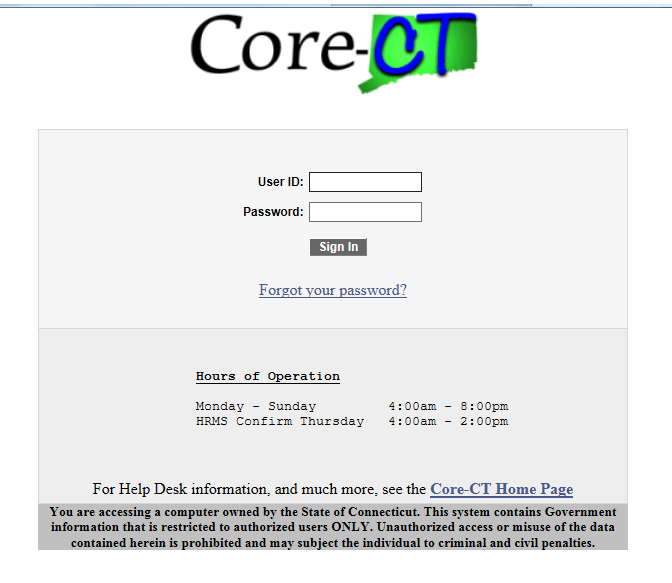 Core-CT
User ID:
Password:
Sign In
Forgot your password?
Hours of Operation
Monday - Sunday 4:00am - 8:00pm
HRMS Confirm Thursday 4:00am - 2:00pm
For Help Desk information, and much more, see the Core-CT Home Page
You are accessing a computer owned by the State of Connecticut. This system contains Government
information that is restricted to authorized users ONLY. Unauthorized access or misuse of the data
contained herein is prohibited and may subject the individual to criminal and civil penalties.